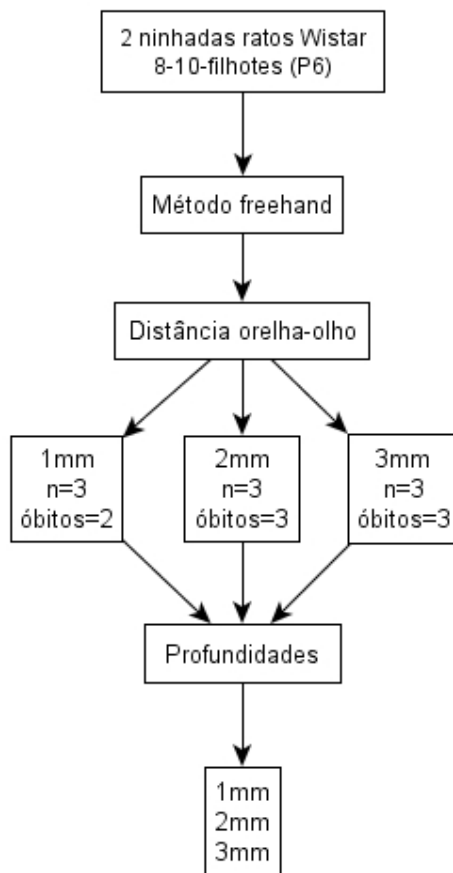 2 ninhadas ratos Wistar
8-10-filhotes (P6)
Método freehand
Distância orelha-olho
1mm
n=3
óbitos=2
2mm
n=3
óbitos=3
3mm
n=3
óbitos=3
Profundidades
1mm
2mm
3mm